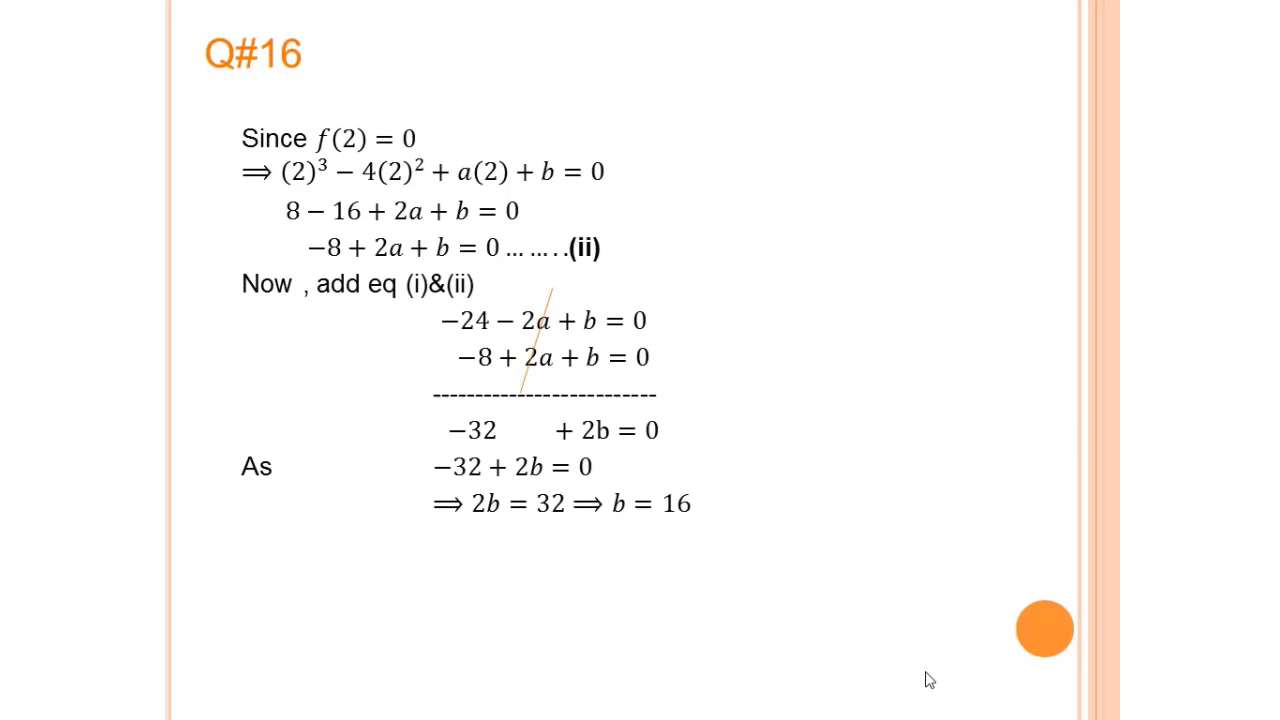 Q#16
Since f(2) = 0
⟹ (2)³ − 4(2)² + a(2) + b = 0
8 − 16 + 2a + b = 0
−8 + 2a + b = 0 … … . . (ii)
Now , add eq (i)&(ii)
−24 − 2a + b = 0
−8 + 2a + b = 0
---------------------------
−32 + 2b = 0
As −32 + 2b = 0
⟹ 2b = 32 ⟹ b = 16